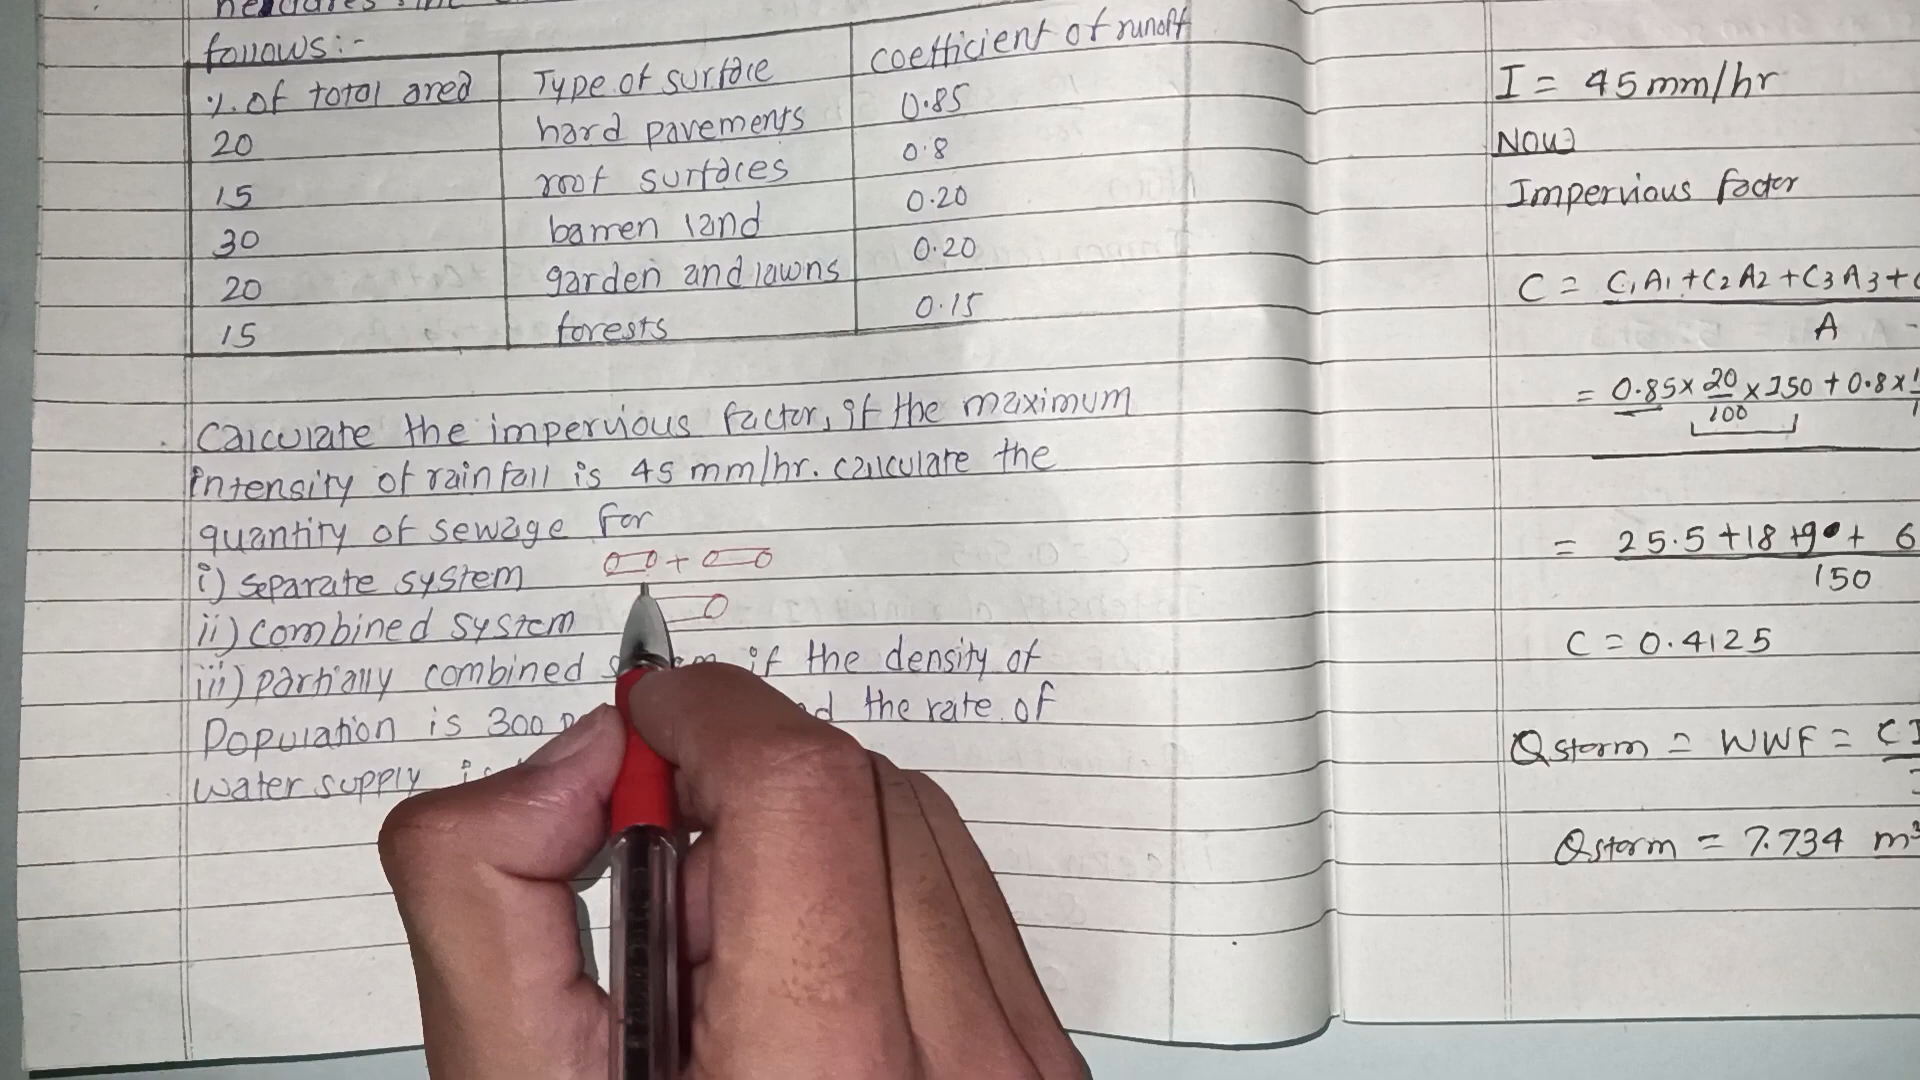 follows:-
%. of total area Type of surface coefficient of runoff
20 hard pavements 0.85
15 roof surfaces 0.8
30 barren land 0.20
20 garden and lawns 0.20
15 forests 0.15
Calculate the impervious factor, if the maximum
intensity of rainfall is 45 mm/hr. calculate the
quantity of sewage for
i) separate system
+
ii) combined system
iii) partially combined if the density of
Population is 300 the rate of
water supply
I = 45 mm/hr
Now
Impervious factor
C = C₁A₁ + C₂A₂ + C₃A₃ +
A
= 0.85 × 20/100 × 150 + 0.8 ×
= 25.5 + 18 + 9 + 6
150
C = 0.4125
Qstorm = WWF = CI
Qstorm = 7.734 m³